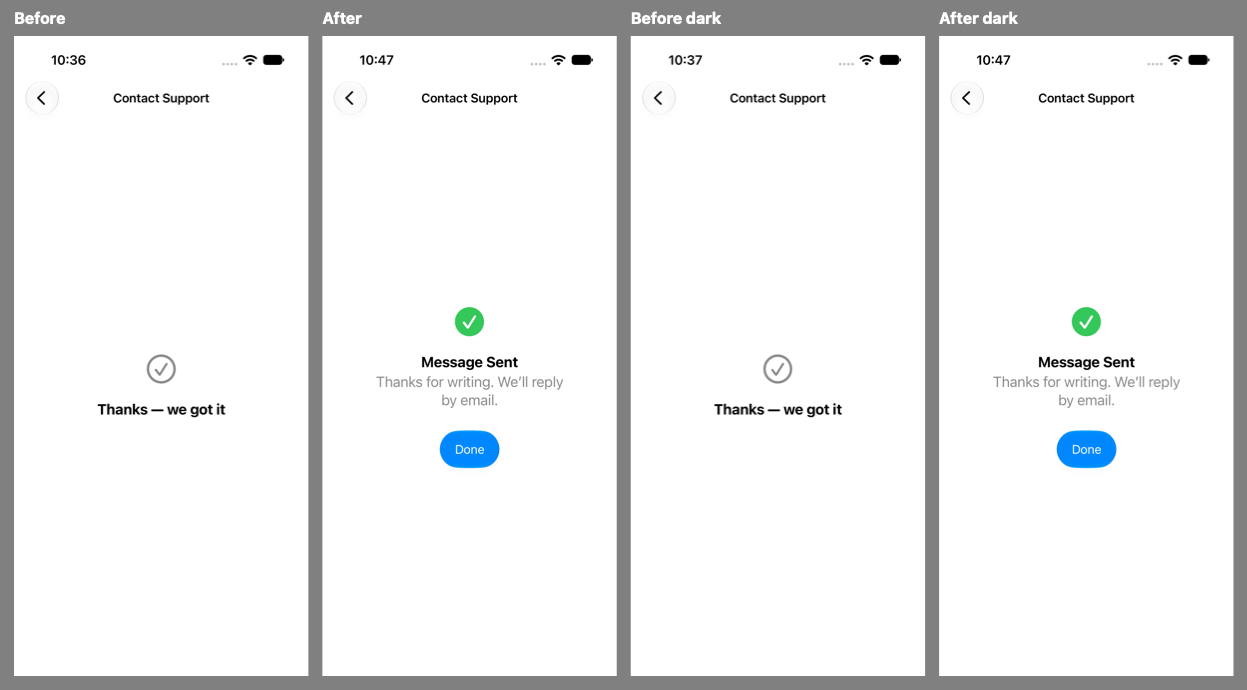 Before
10:36
Contact Support
Thanks — we got it
After
10:47
Contact Support
Message Sent
Thanks for writing. We’ll reply
by email.
Done
Before dark
10:37
Contact Support
Thanks — we got it
After dark
10:47
Contact Support
Message Sent
Thanks for writing. We’ll reply
by email.
Done